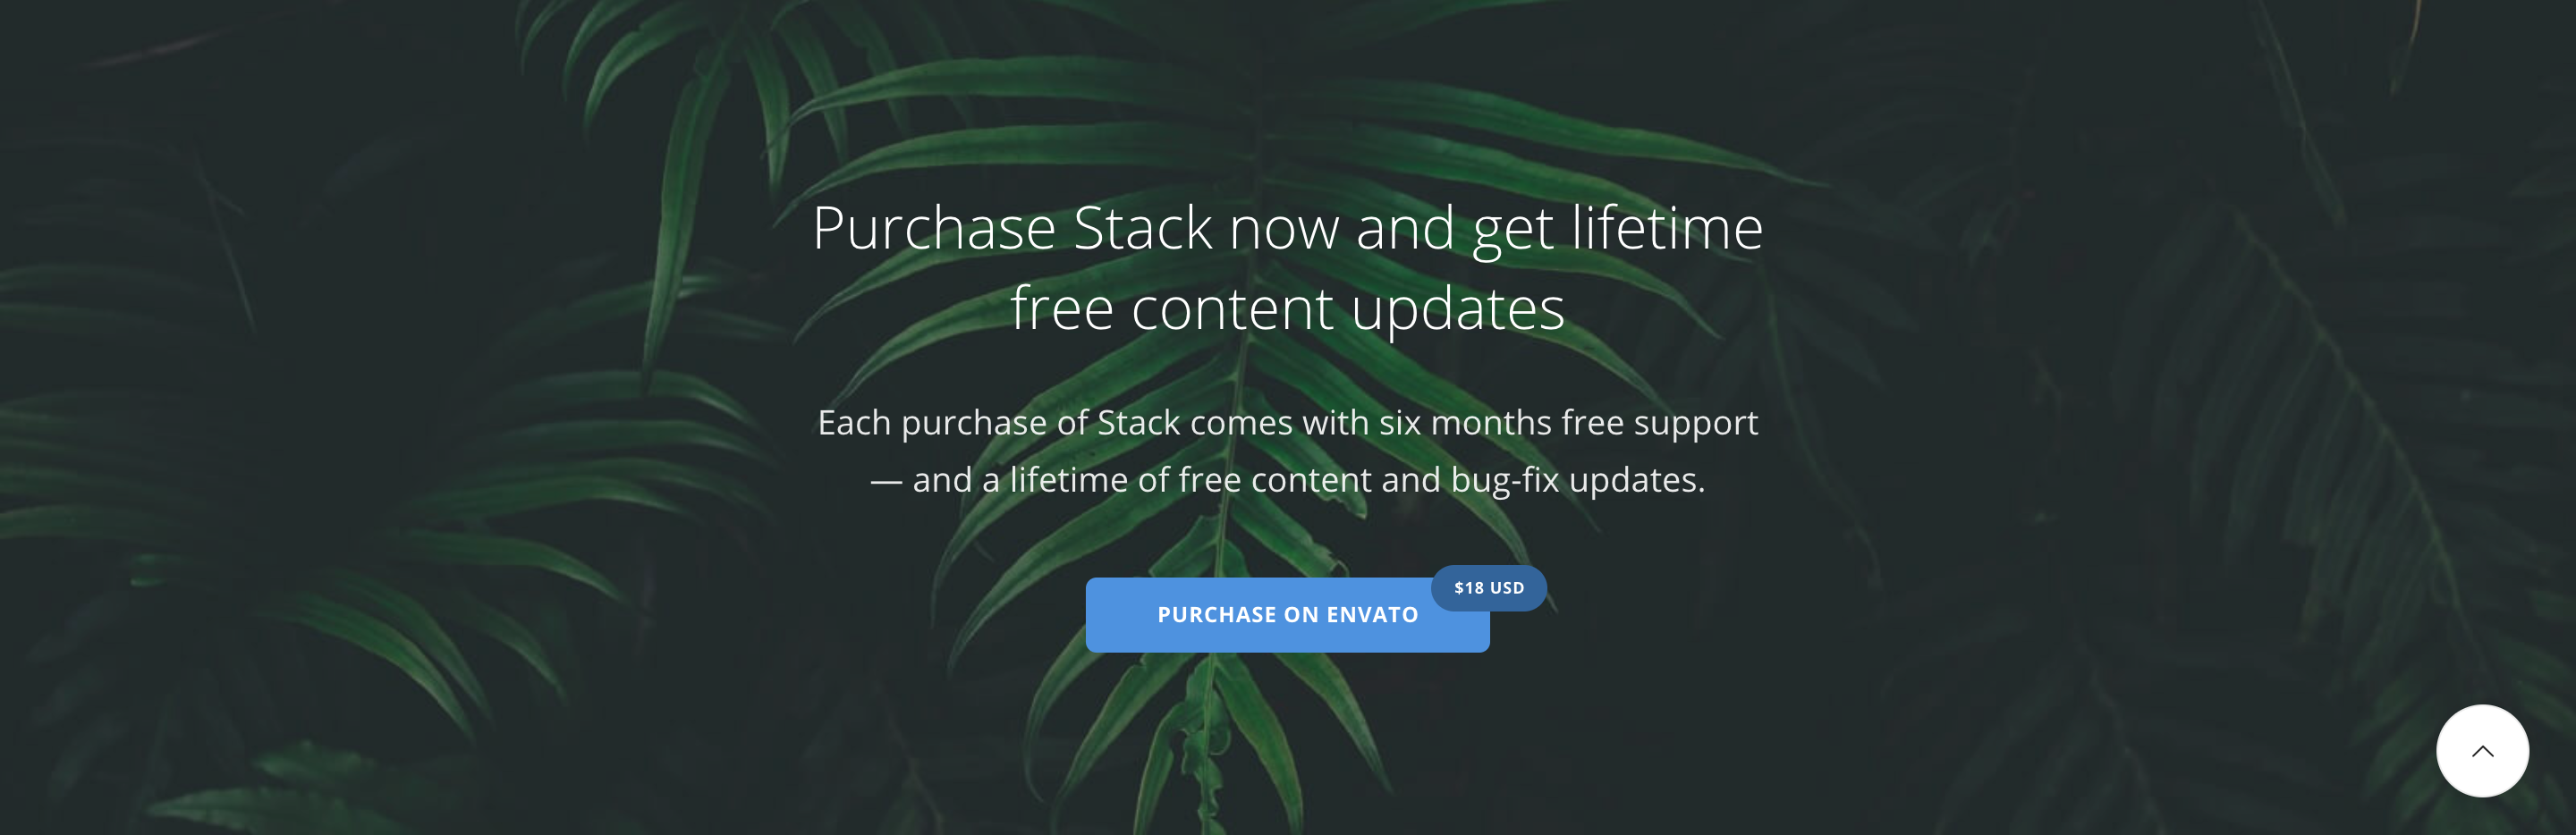 Purchase Stack now and get lifetime
free content updates
Each purchase of Stack comes with six months free support
— and a lifetime of free content and bug-fix updates.
$18 USD
PURCHASE ON ENVATO